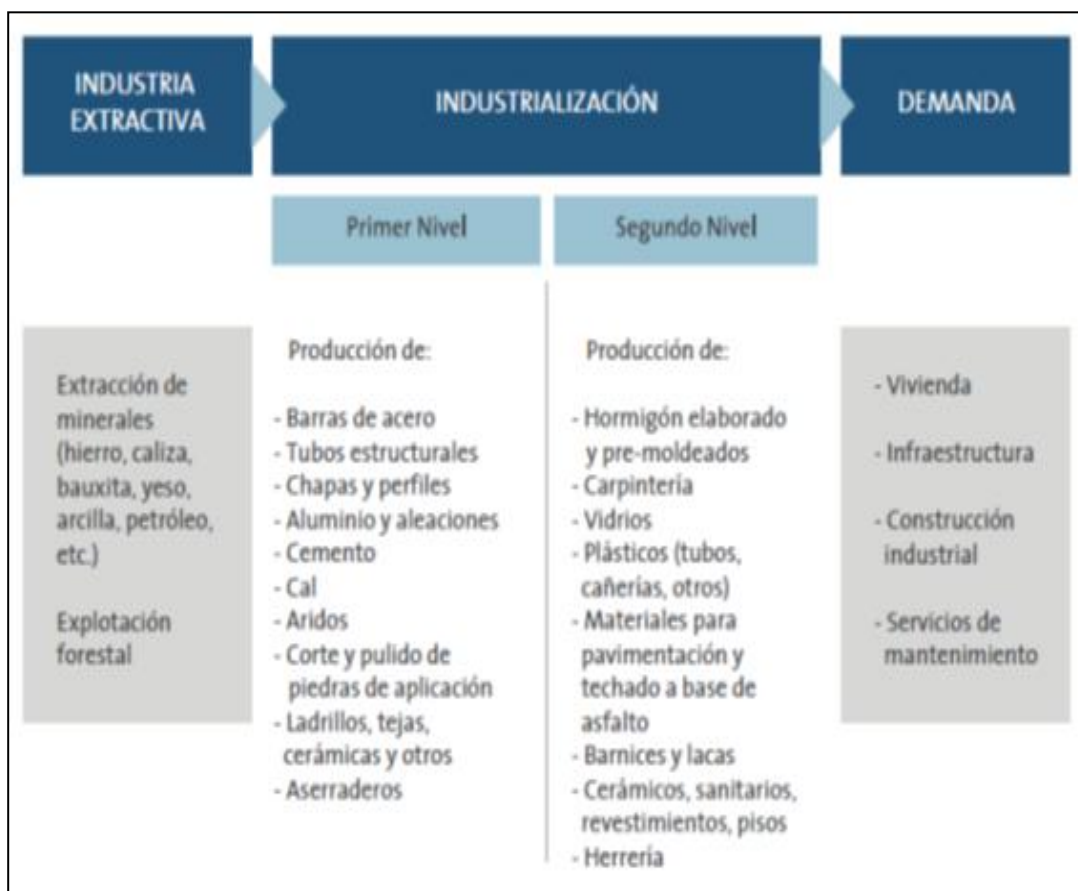 INDUSTRIA
EXTRACTIVA
INDUSTRIALIZACIÓN
DEMANDA
Primer Nivel
Segundo Nivel
Extracción de
minerales
(hierro, caliza,
bauxita, yeso,
arcilla, petróleo,
etc.)
Explotación
forestal
Producción de:
- Barras de acero
- Tubos estructurales
- Chapas y perfiles
- Aluminio y aleaciones
- Cemento
- Cal
- Aridos
- Corte y pulido de
piedras de aplicación
- Ladrillos, tejas,
cerámicas y otros
- Aserraderos
Producción de:
- Hormigón elaborado
y pre-moldeados
- Carpintería
- Vidrios
- Plásticos (tubos,
cañerías, otros)
- Materiales para
pavimentación y
techado a base de
asfalto
- Barnices y lacas
- Cerámicos, sanitarios,
revestimientos, pisos
- Herrería
- Vivienda
- Infraestructura
- Construcción
industrial
- Servicios de
mantenimiento